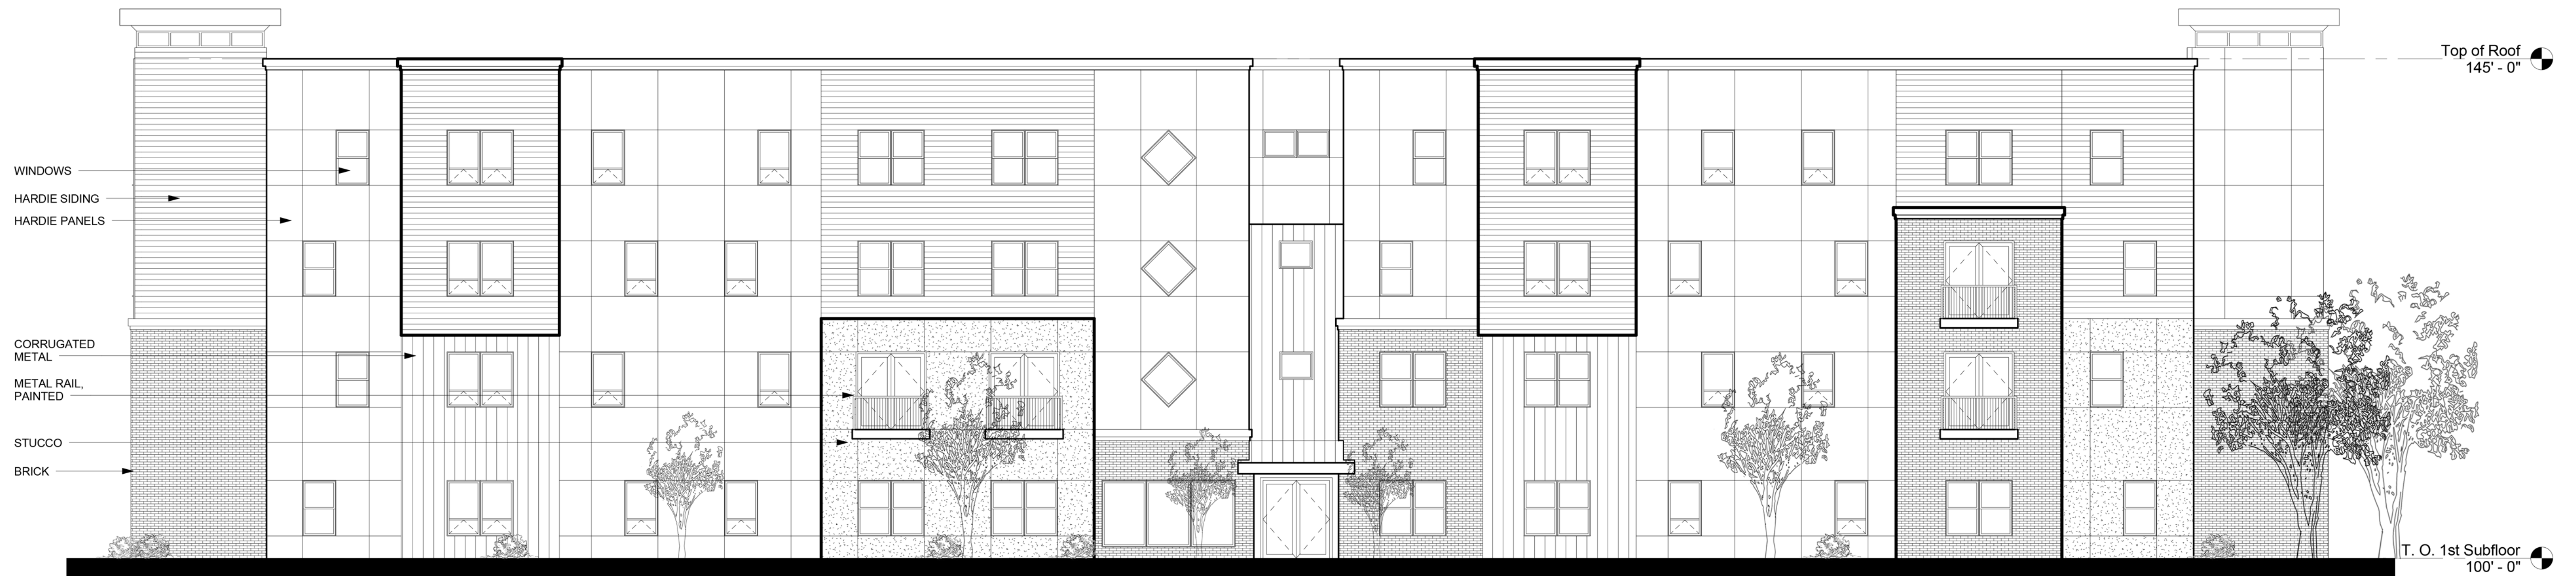 Top of Roof
145' - 0"
WINDOWS
HARDIE SIDING
HARDIE PANELS
CORRUGATED
METAL
METAL RAIL,
PAINTED
STUCCO
BRICK
T. O. 1st Subfloor
100' - 0"